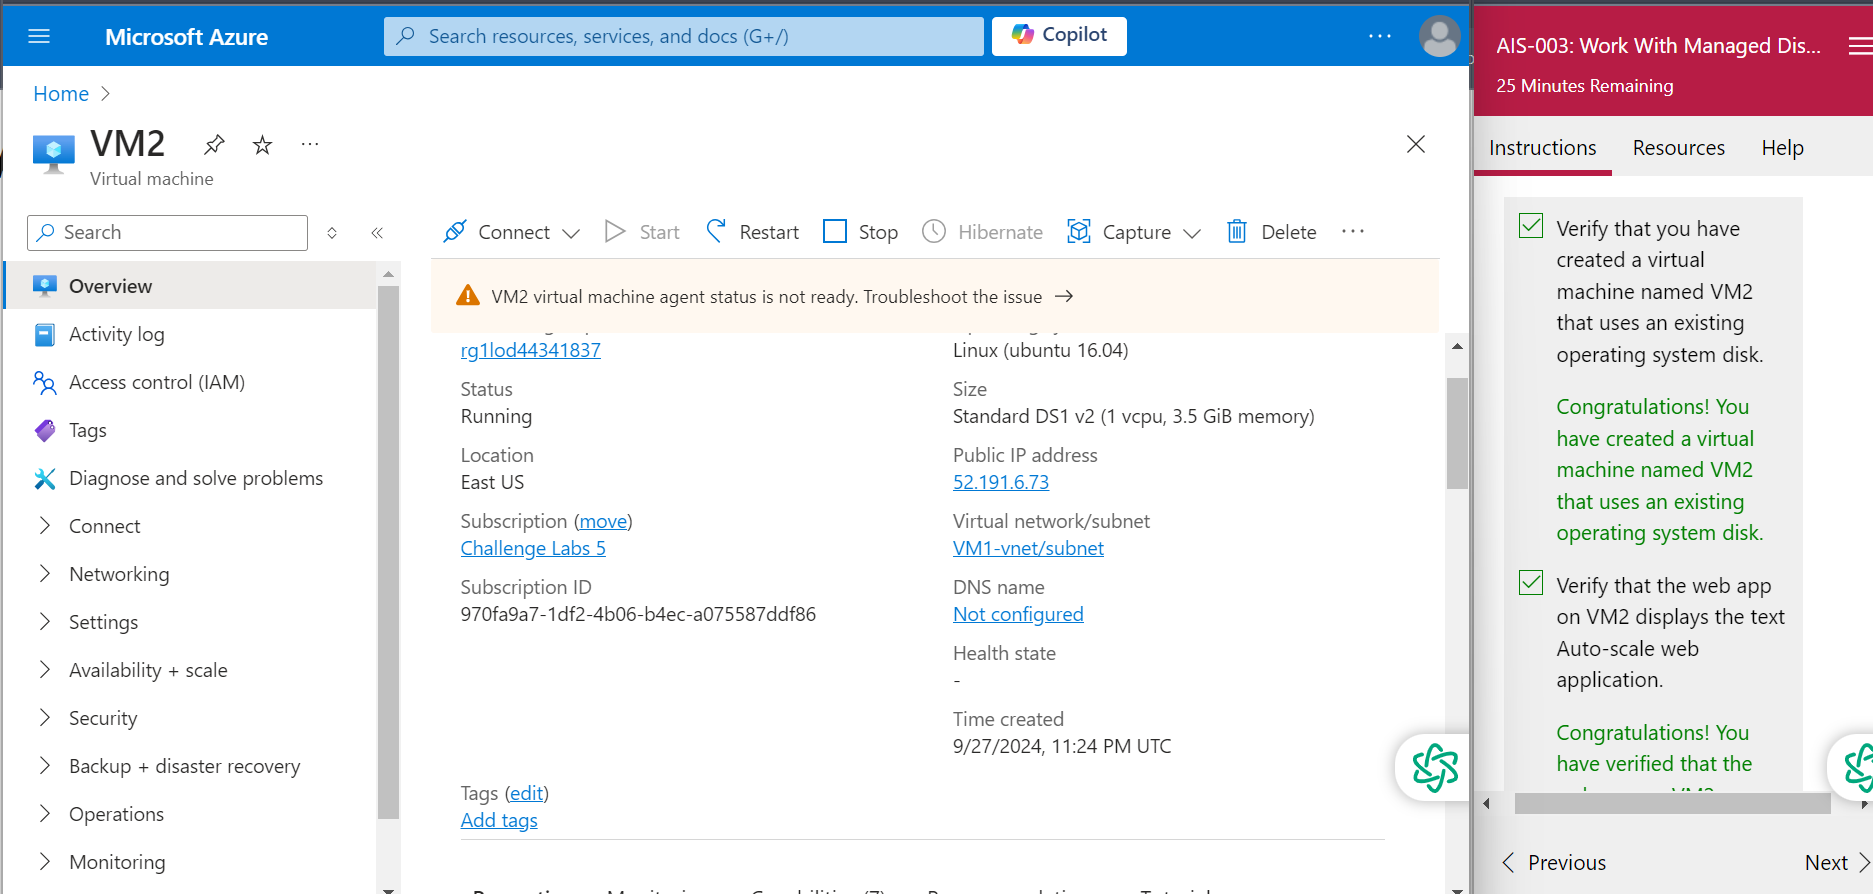 Microsoft Azure
Search resources, services, and docs (G+/)
Copilot
Home
VM2
Virtual machine
Search
Overview
Activity log
Access control (IAM)
Tags
Diagnose and solve problems
Connect
Networking
Settings
Availability + scale
Security
Backup + disaster recovery
Operations
Monitoring
Connect Start Restart Stop Hibernate Capture Delete
VM2 virtual machine agent status is not ready. Troubleshoot the issue →
rg1lod44341837
Status
Running
Location
East US
Subscription (move)
Challenge Labs 5
Subscription ID
970fa9a7-1df2-4b06-b4ec-a075587ddf86
Linux (ubuntu 16.04)
Size
Standard DS1 v2 (1 vcpu, 3.5 GiB memory)
Public IP address
52.191.6.73
Virtual network/subnet
VM1-vnet/subnet
DNS name
Not configured
Health state
-
Time created
9/27/2024, 11:24 PM UTC
Tags (edit)
Add tags
AIS-003: Work With Managed Dis...
25 Minutes Remaining
Instructions Resources Help
Verify that you have
created a virtual
machine named VM2
that uses an existing
operating system disk.
Congratulations! You
have created a virtual
machine named VM2
that uses an existing
operating system disk.
Verify that the web app
on VM2 displays the text
Auto-scale web
application.
Congratulations! You
have verified that the
Previous Next